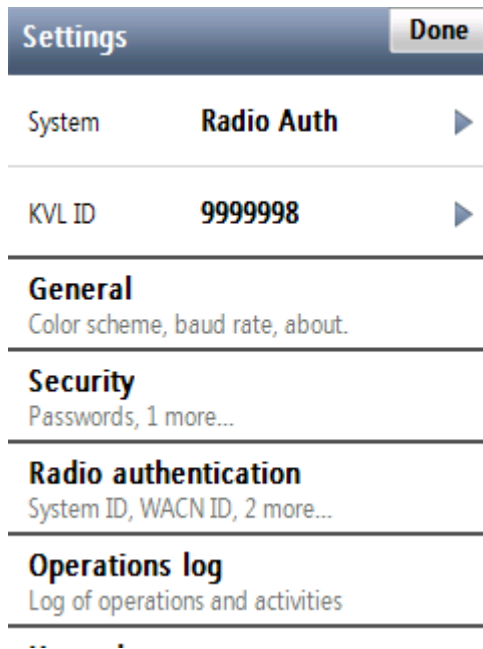 Settings Done
System Radio Auth
KVL ID 9999998
General
Color scheme, baud rate, about.
Security
Passwords, 1 more...
Radio authentication
System ID, WACN ID, 2 more...
Operations log
Log of operations and activities